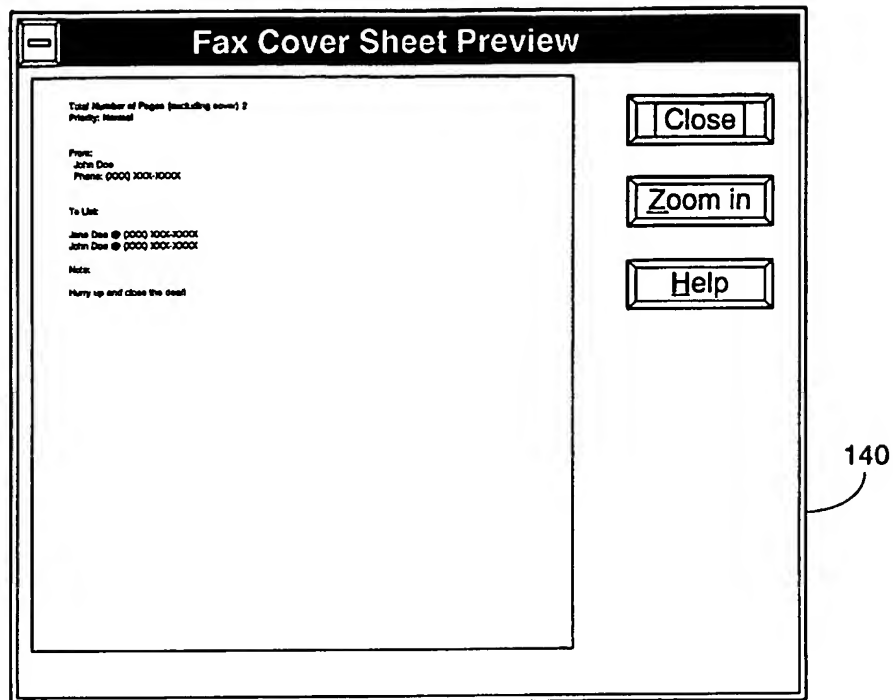 Fax Cover Sheet Preview
Total Number of Pages (excluding cover) 2
Priority: Normal
From:
John Doe
Phone: (XXX) XXX-XXXX
To List:
Jane Doe @ (XXX) XXX-XXXX
John Doe @ (XXX) XXX-XXXX
Note:
Hurry up and close the deal!
Close
Zoom in
Help
140